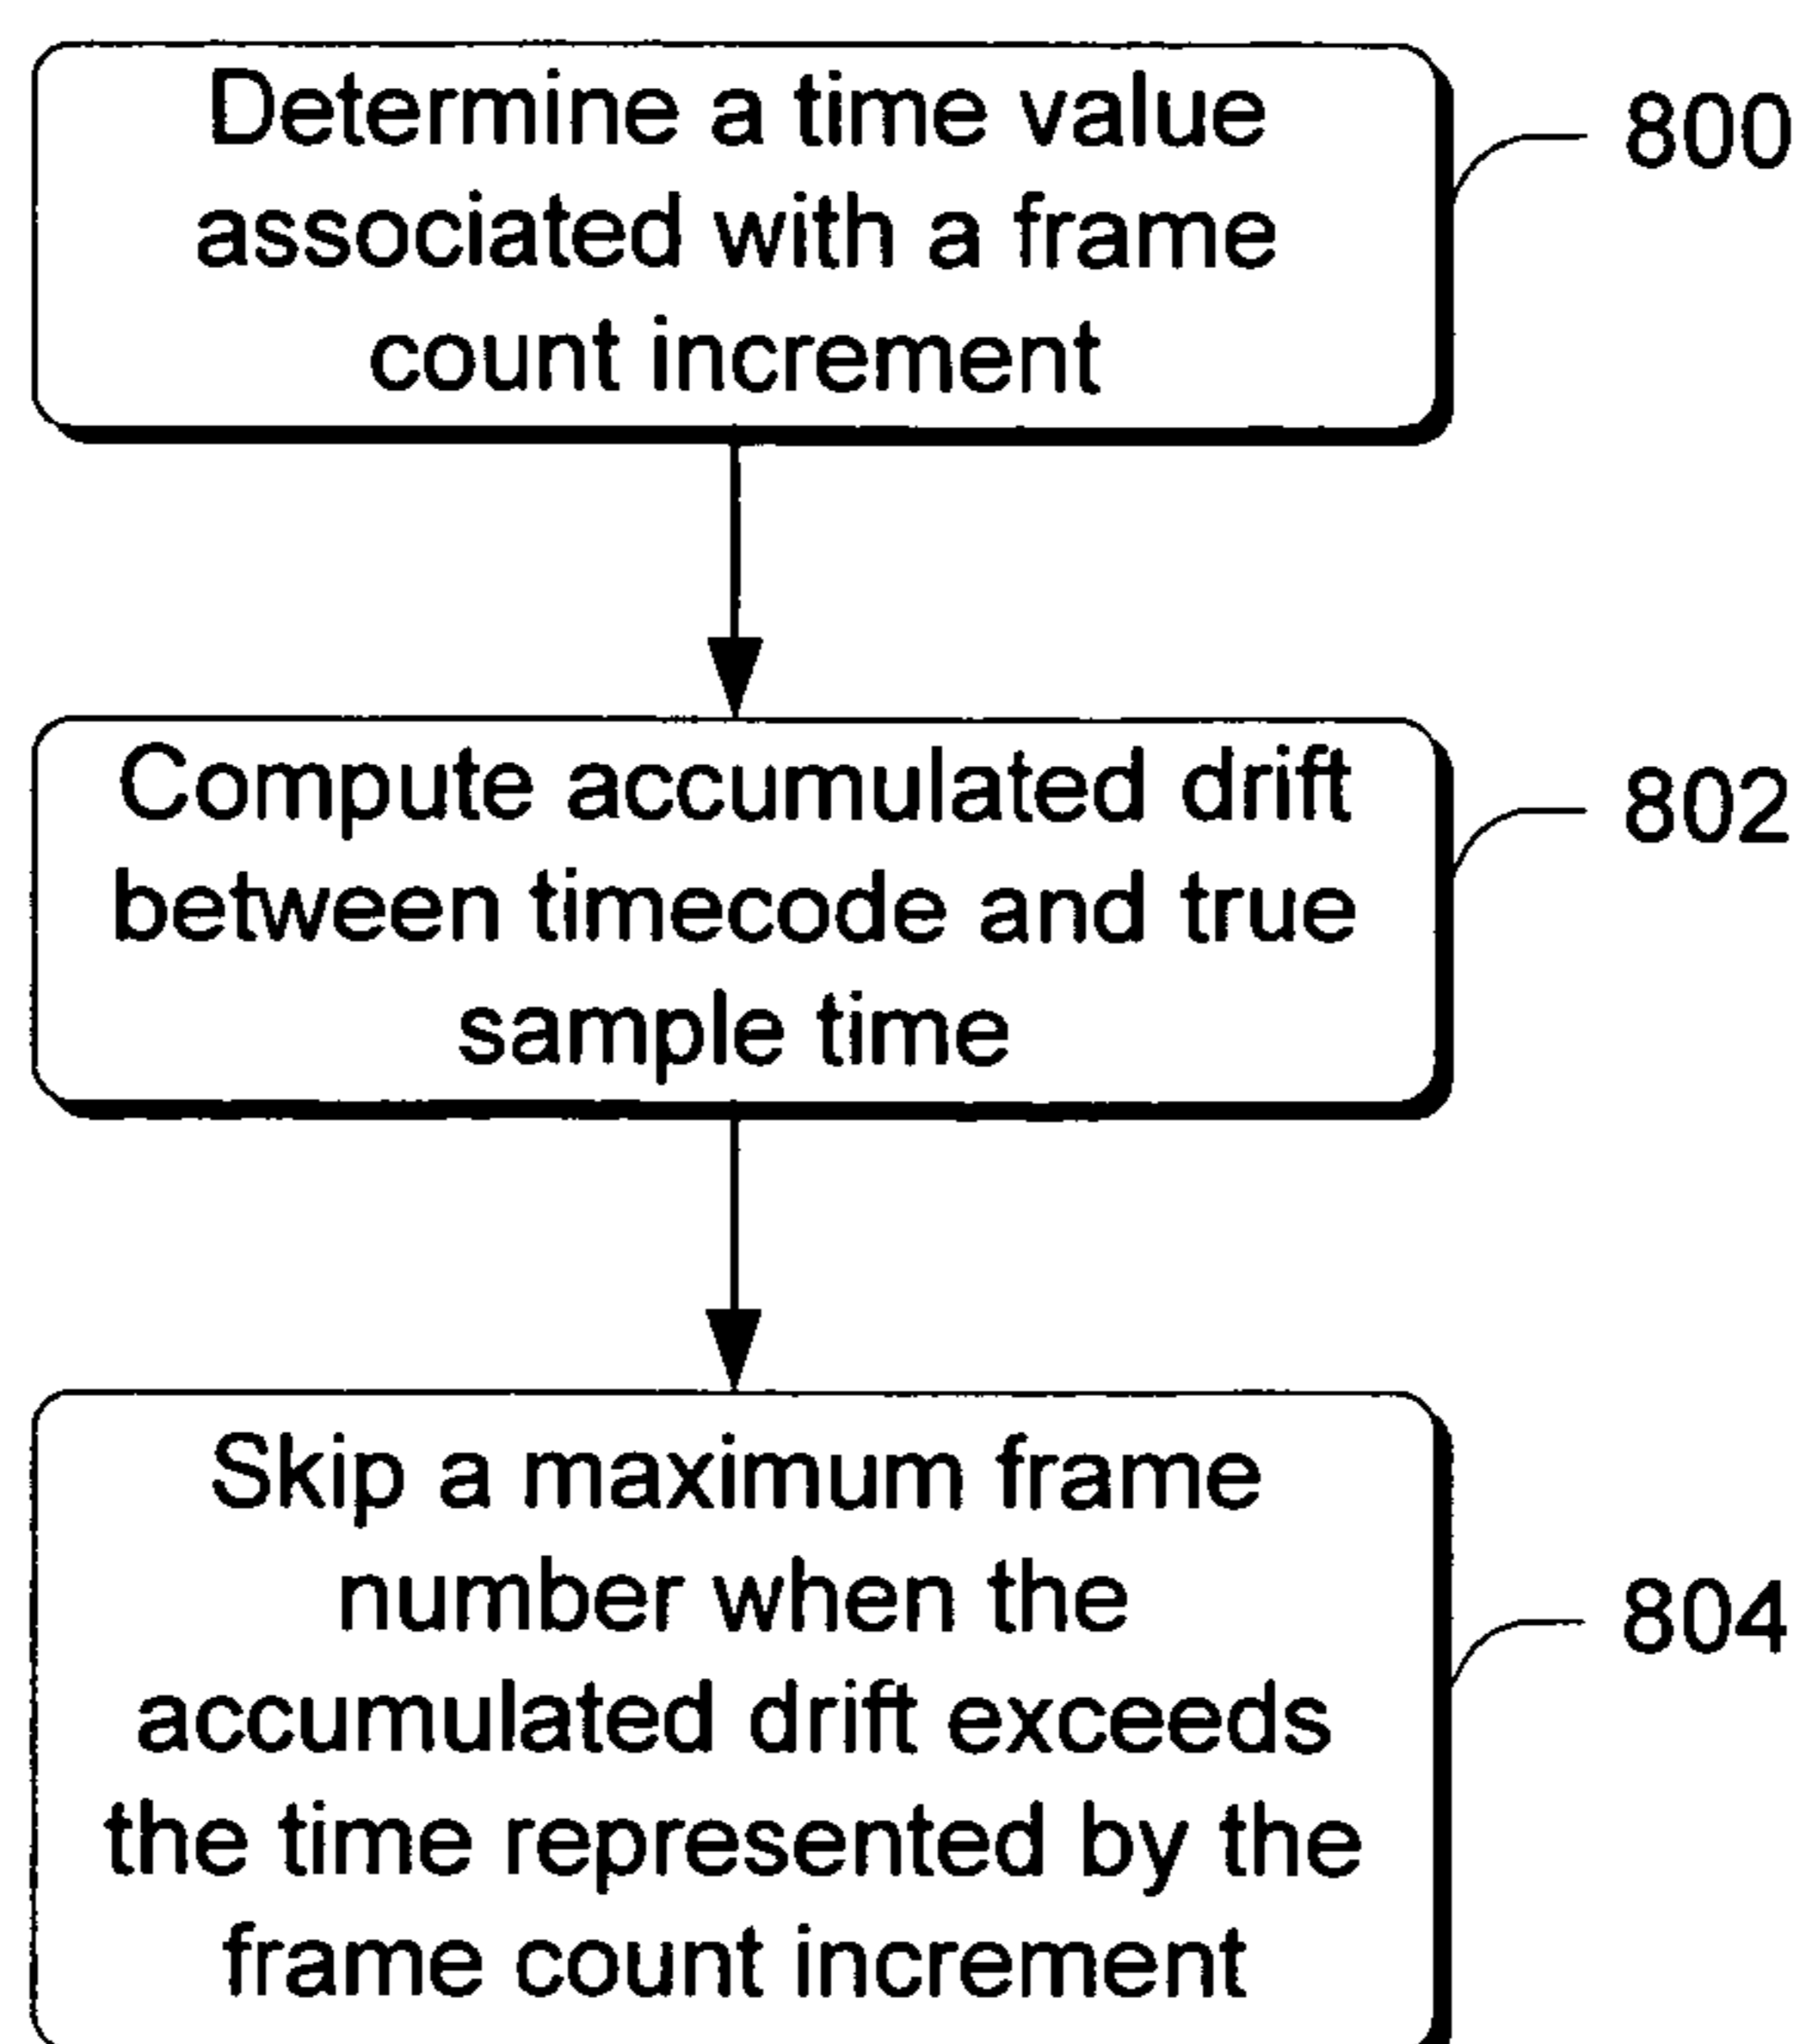 Determine a time value
associated with a frame
count increment
800
Compute accumulated drift
between timecode and true
sample time
802
Skip a maximum frame
number when the
accumulated drift exceeds
the time represented by the
frame count increment
804